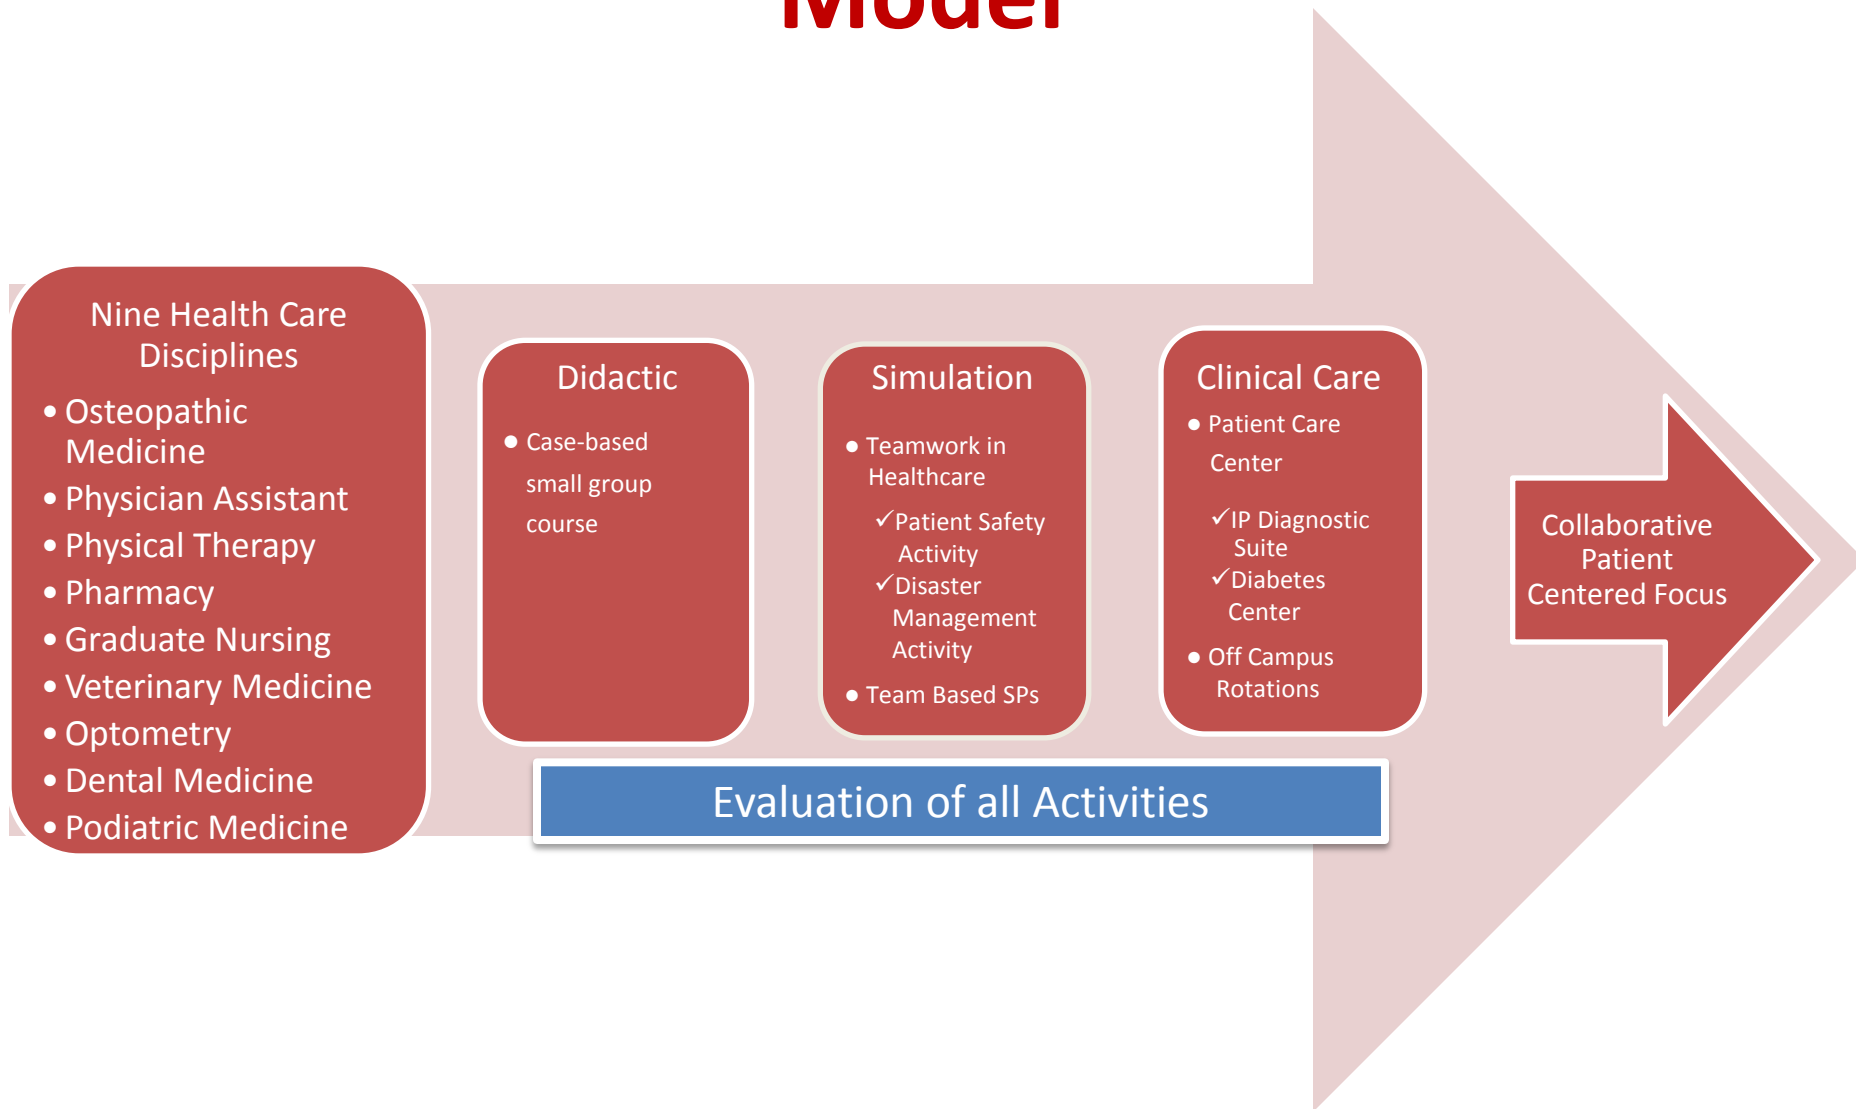 Model
Nine Health Care
Disciplines
• Osteopathic
Medicine
• Physician Assistant
• Physical Therapy
• Pharmacy
• Graduate Nursing
• Veterinary Medicine
• Optometry
• Dental Medicine
• Podiatric Medicine
Didactic
● Case-based
small group
course
Simulation
● Teamwork in
Healthcare
✓Patient Safety
Activity
✓Disaster
Management
Activity
● Team Based SPs
Clinical Care
● Patient Care
Center
✓IP Diagnostic
Suite
✓Diabetes
Center
● Off Campus
Rotations
Collaborative
Patient
Centered Focus
Evaluation of all Activities